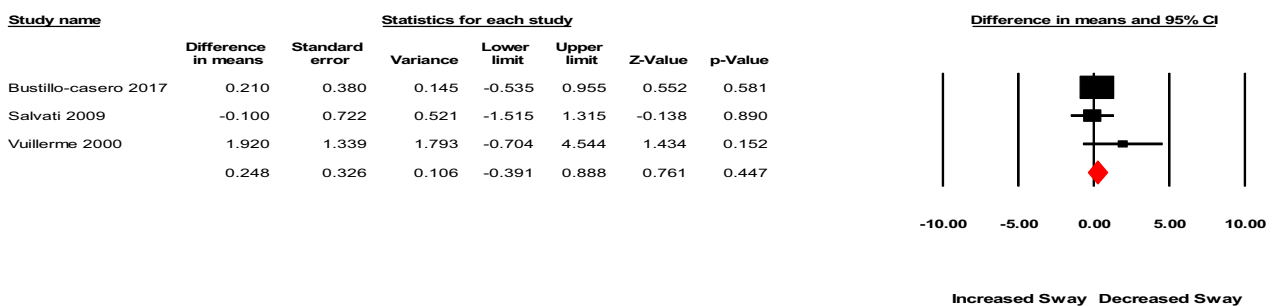 Study name Statistics for each study Difference in means and 95% CI
Difference in means Standard error Variance Lower limit Upper limit Z-Value p-Value
Bustillo-casero 2017 0.210 0.380 0.145 -0.535 0.955 0.552 0.581
Salvati 2009 -0.100 0.722 0.521 -1.515 1.315 -0.138 0.890
Vuillerme 2000 1.920 1.339 1.793 -0.704 4.544 1.434 0.152
0.248 0.326 0.106 -0.391 0.888 0.761 0.447
-10.00 -5.00 0.00 5.00 10.00
Increased Sway Decreased Sway